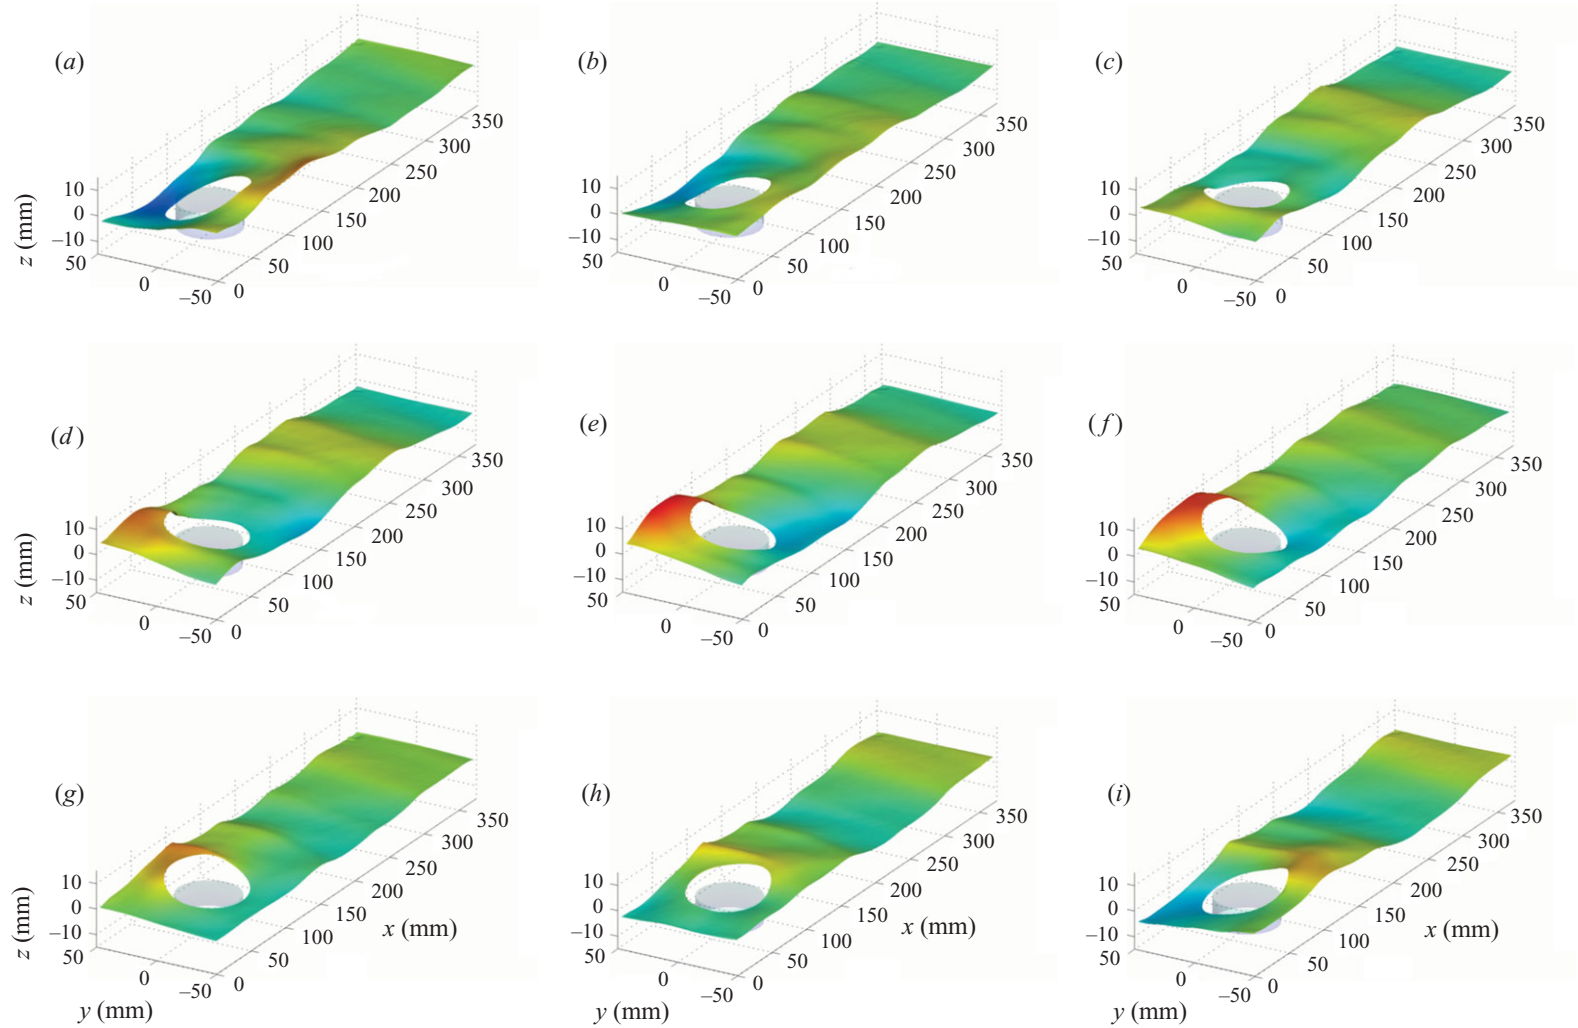 (a) (b) (c)
10 0 –10 z (mm) 50 0 –50 0 50 100 150 200 250 300 350
10 0 –10 50 0 –50 0 50 100 150 200 250 300 350
10 0 –10 50 0 –50 0 50 100 150 200 250 300 350
(d) (e) (f)
10 0 –10 z (mm) 50 0 –50 0 50 100 150 200 250 300 350
10 0 –10 50 0 –50 0 50 100 150 200 250 300 350
10 0 –10 50 0 –50 0 50 100 150 200 250 300 350
(g) (h) (i)
10 0 –10 z (mm) 50 0 –50 y (mm) 0 50 100 150 200 250 300 350 x (mm)
10 0 –10 50 0 –50 y (mm) 0 50 100 150 200 250 300 350 x (mm)
10 0 –10 50 0 –50 y (mm) 0 50 100 150 200 250 300 350 x (mm)